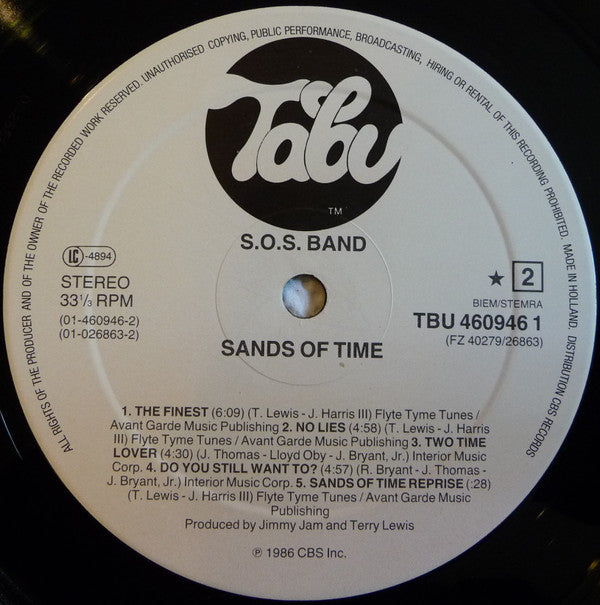 ALL RIGHTS OF THE PRODUCER AND OF THE OWNER OF THE RECORDED WORK RESERVED. UNAUTHORISED COPYING, PUBLIC PERFORMANCE, BROADCASTING, HIRING OR RENTAL OF THIS RECORDING PROHIBITED. MADE IN HOLLAND. DISTRIBUTION CBS RECORDS
Tabu
TM
S.O.S. BAND
LC-4894
STEREO
33⅓ RPM
(01-460946-2)
(01-026863-2)
★ 2
BIEM/STEMRA
TBU 460946 1
(FZ 40279/26863)
SANDS OF TIME
1. THE FINEST (6:09) (T. Lewis - J. Harris III) Flyte Tyme Tunes /
Avant Garde Music Publishing 2. NO LIES (4:58) (T. Lewis - J. Harris
III) Flyte Tyme Tunes / Avant Garde Music Publishing 3. TWO TIME
LOVER (4:30) (J. Thomas - Lloyd Oby - J. Bryant, Jr.) Interior Music
Corp. 4. DO YOU STILL WANT TO? (4:57) (R. Bryant - J. Thomas -
J. Bryant, Jr.) Interior Music Corp. 5. SANDS OF TIME REPRISE (:28)
(T. Lewis - J. Harris III) Flyte Tyme Tunes / Avant Garde Music
Publishing
Produced by Jimmy Jam and Terry Lewis
℗ 1986 CBS Inc.